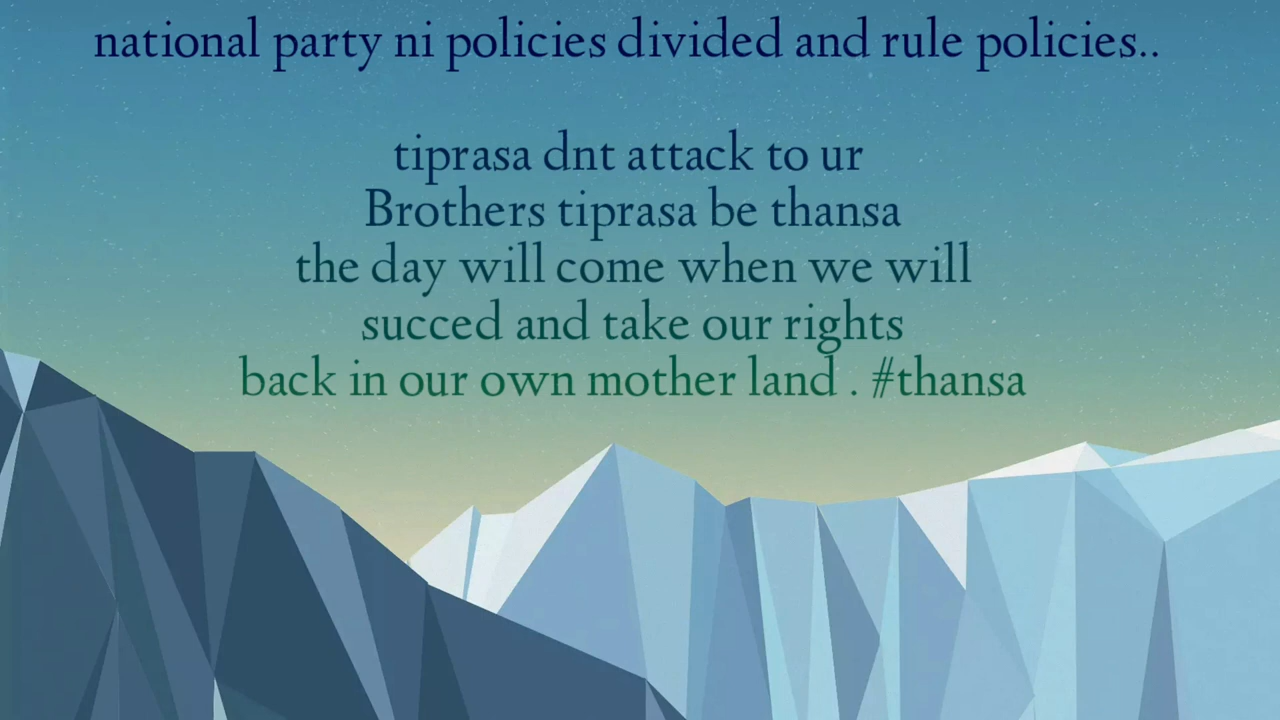 national party ni policies divided and rule policies..
tiprasa dnt attack to ur
Brothers tiprasa be thansa
the day will come when we will
succed and take our rights
back in our own mother land . #thansa